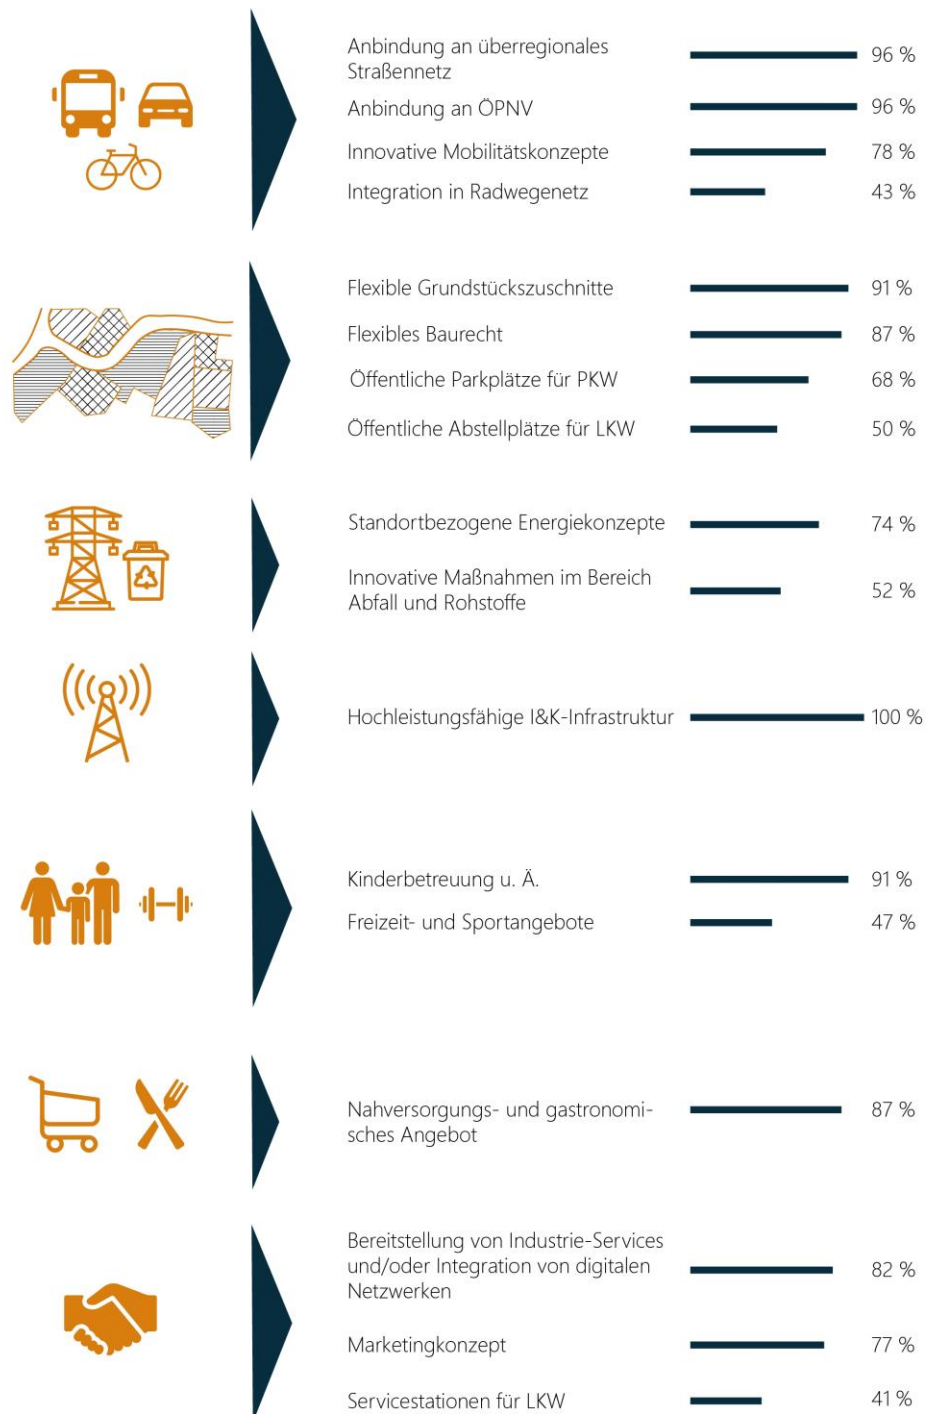 Anbindung an überregionales
Straßennetz
96 %
Anbindung an ÖPNV
96 %
Innovative Mobilitätskonzepte
78 %
Integration in Radwegenetz
43 %
Flexible Grundstückszuschnitte
91 %
Flexibles Baurecht
87 %
Öffentliche Parkplätze für PKW
68 %
Öffentliche Abstellplätze für LKW
50 %
Standortbezogene Energiekonzepte
74 %
Innovative Maßnahmen im Bereich
Abfall und Rohstoffe
52 %
Hochleistungsfähige I&K-Infrastruktur
100 %
Kinderbetreuung u. Ä.
91 %
Freizeit- und Sportangebote
47 %
Nahversorgungs- und gastronomi-
sches Angebot
87 %
Bereitstellung von Industrie-Services
und/oder Integration von digitalen
Netzwerken
82 %
Marketingkonzept
77 %
Servicestationen für LKW
41 %